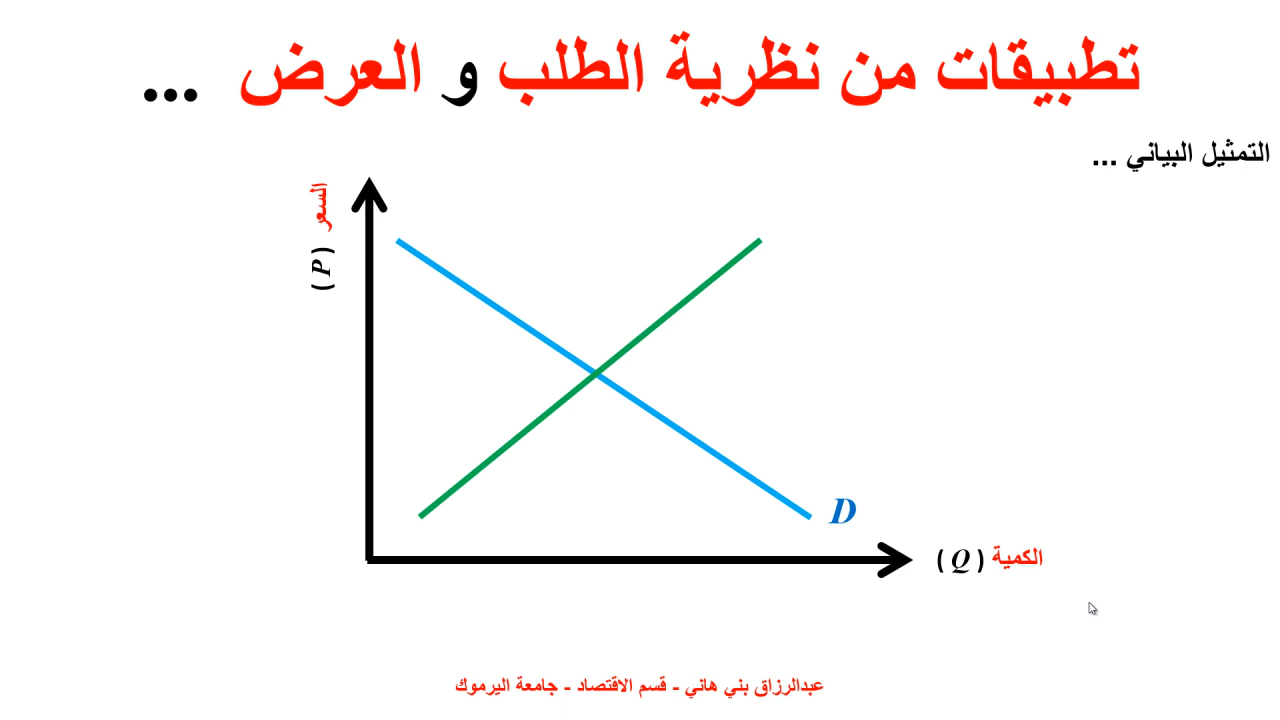 تطبيقات من نظرية الطلب و العرض ...
التمثيل البياني ...
السعر ( P )
D
الكمية ( Q )
عبدالرزاق بني هاني - قسم الاقتصاد - جامعة اليرموك